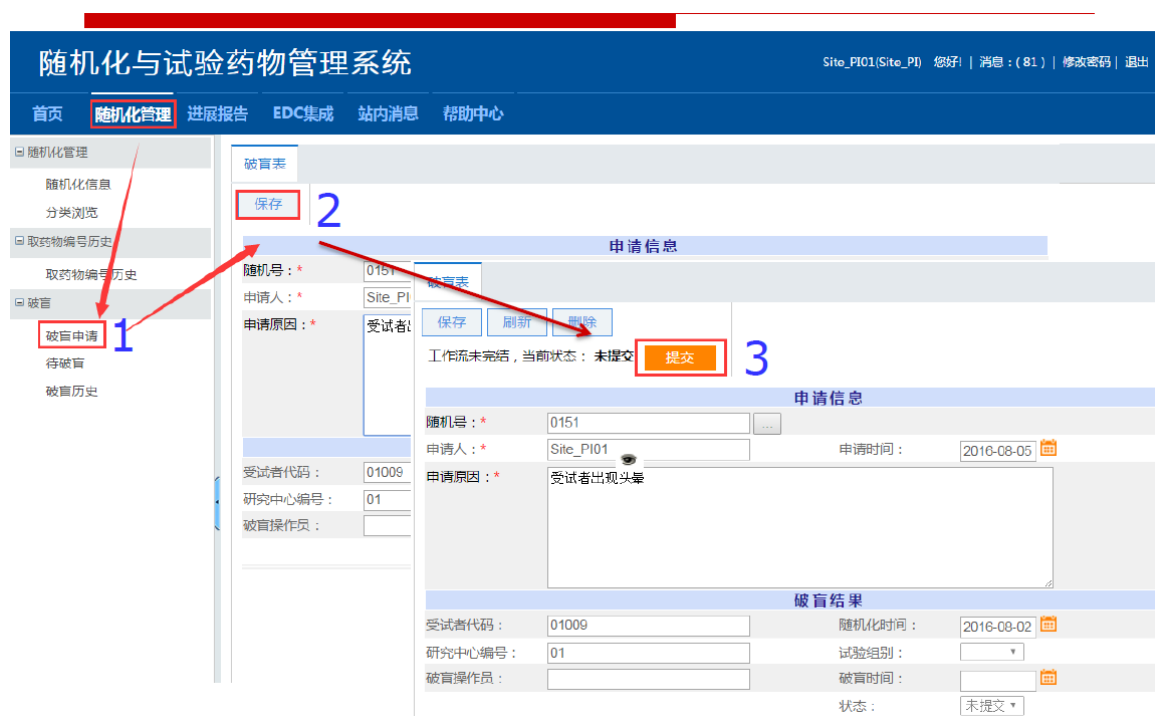 随机化与试验药物管理系统
Site_PI01(Site_PI) 您好! | 消息：(81) | 修改密码 | 退出
首页 随机化管理 进展报告 EDC集成 站内消息 帮助中心
随机化管理
随机化信息
分类浏览
取药物编号历史
取药物编号历史
破盲
破盲申请 1
待破盲
破盲历史
破盲表
保存 2
申请信息
随机号：* 0151
申请人：* Site_PI
申请原因：* 受试者
受试者代码： 01009
研究中心编号： 01
破盲操作员：
破盲表
保存 刷新 删除
工作流未完结，当前状态： 未提交 提交 3
申请信息
随机号：* 0151 ...
申请人：* Site_PI01 申请时间： 2016-08-05
申请原因：* 受试者出现头晕
破盲结果
受试者代码： 01009 随机化时间： 2016-08-02
研究中心编号： 01 试验组别：
破盲操作员： 破盲时间：
状态： 未提交